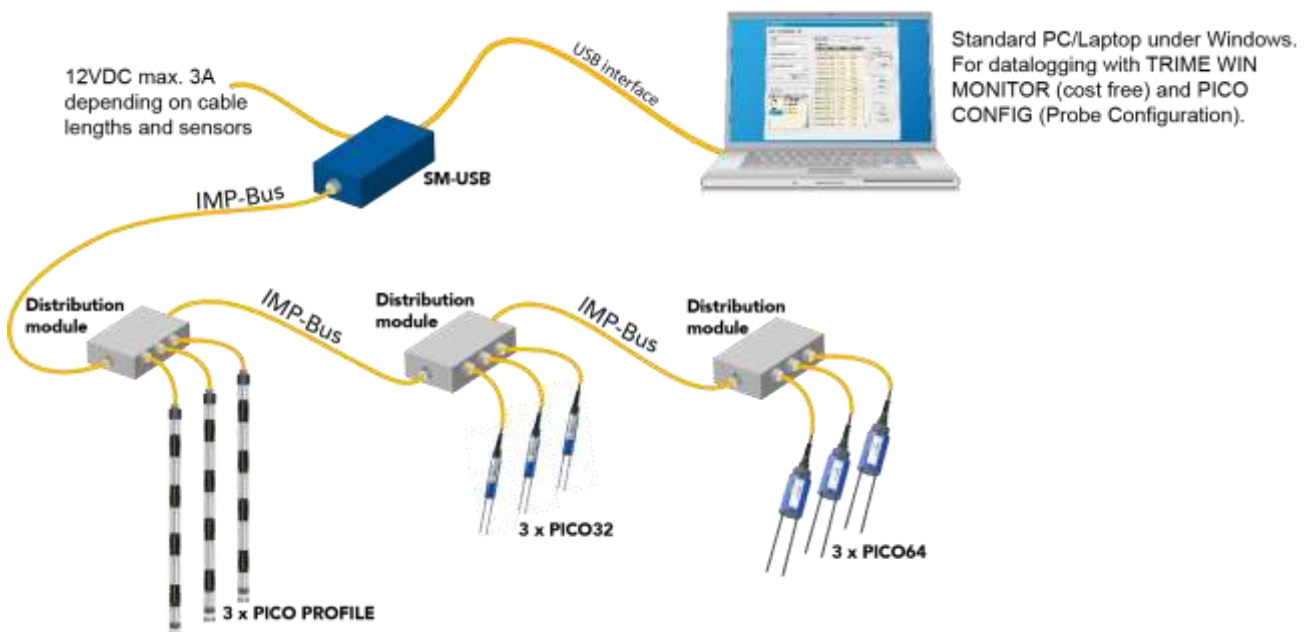 12VDC max. 3A
depending on cable
lengths and sensors
USB interface
Standard PC/Laptop under Windows.
For datalogging with TRIME WIN
MONITOR (cost free) and PICO
CONFIG (Probe Configuration).
SM-USB
IMP-Bus
Distribution
module
IMP-Bus
Distribution
module
IMP-Bus
Distribution
module
3 x PICO PROFILE
3 x PICO32
3 x PICO64